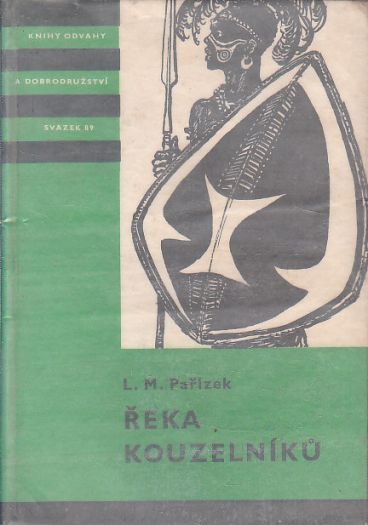 KNIHY ODVAHY
A DOBRODRUŽSTVÍ
SVAZEK 89
L. M. Pařízek
ŘEKA
KOUZELNÍKŮ